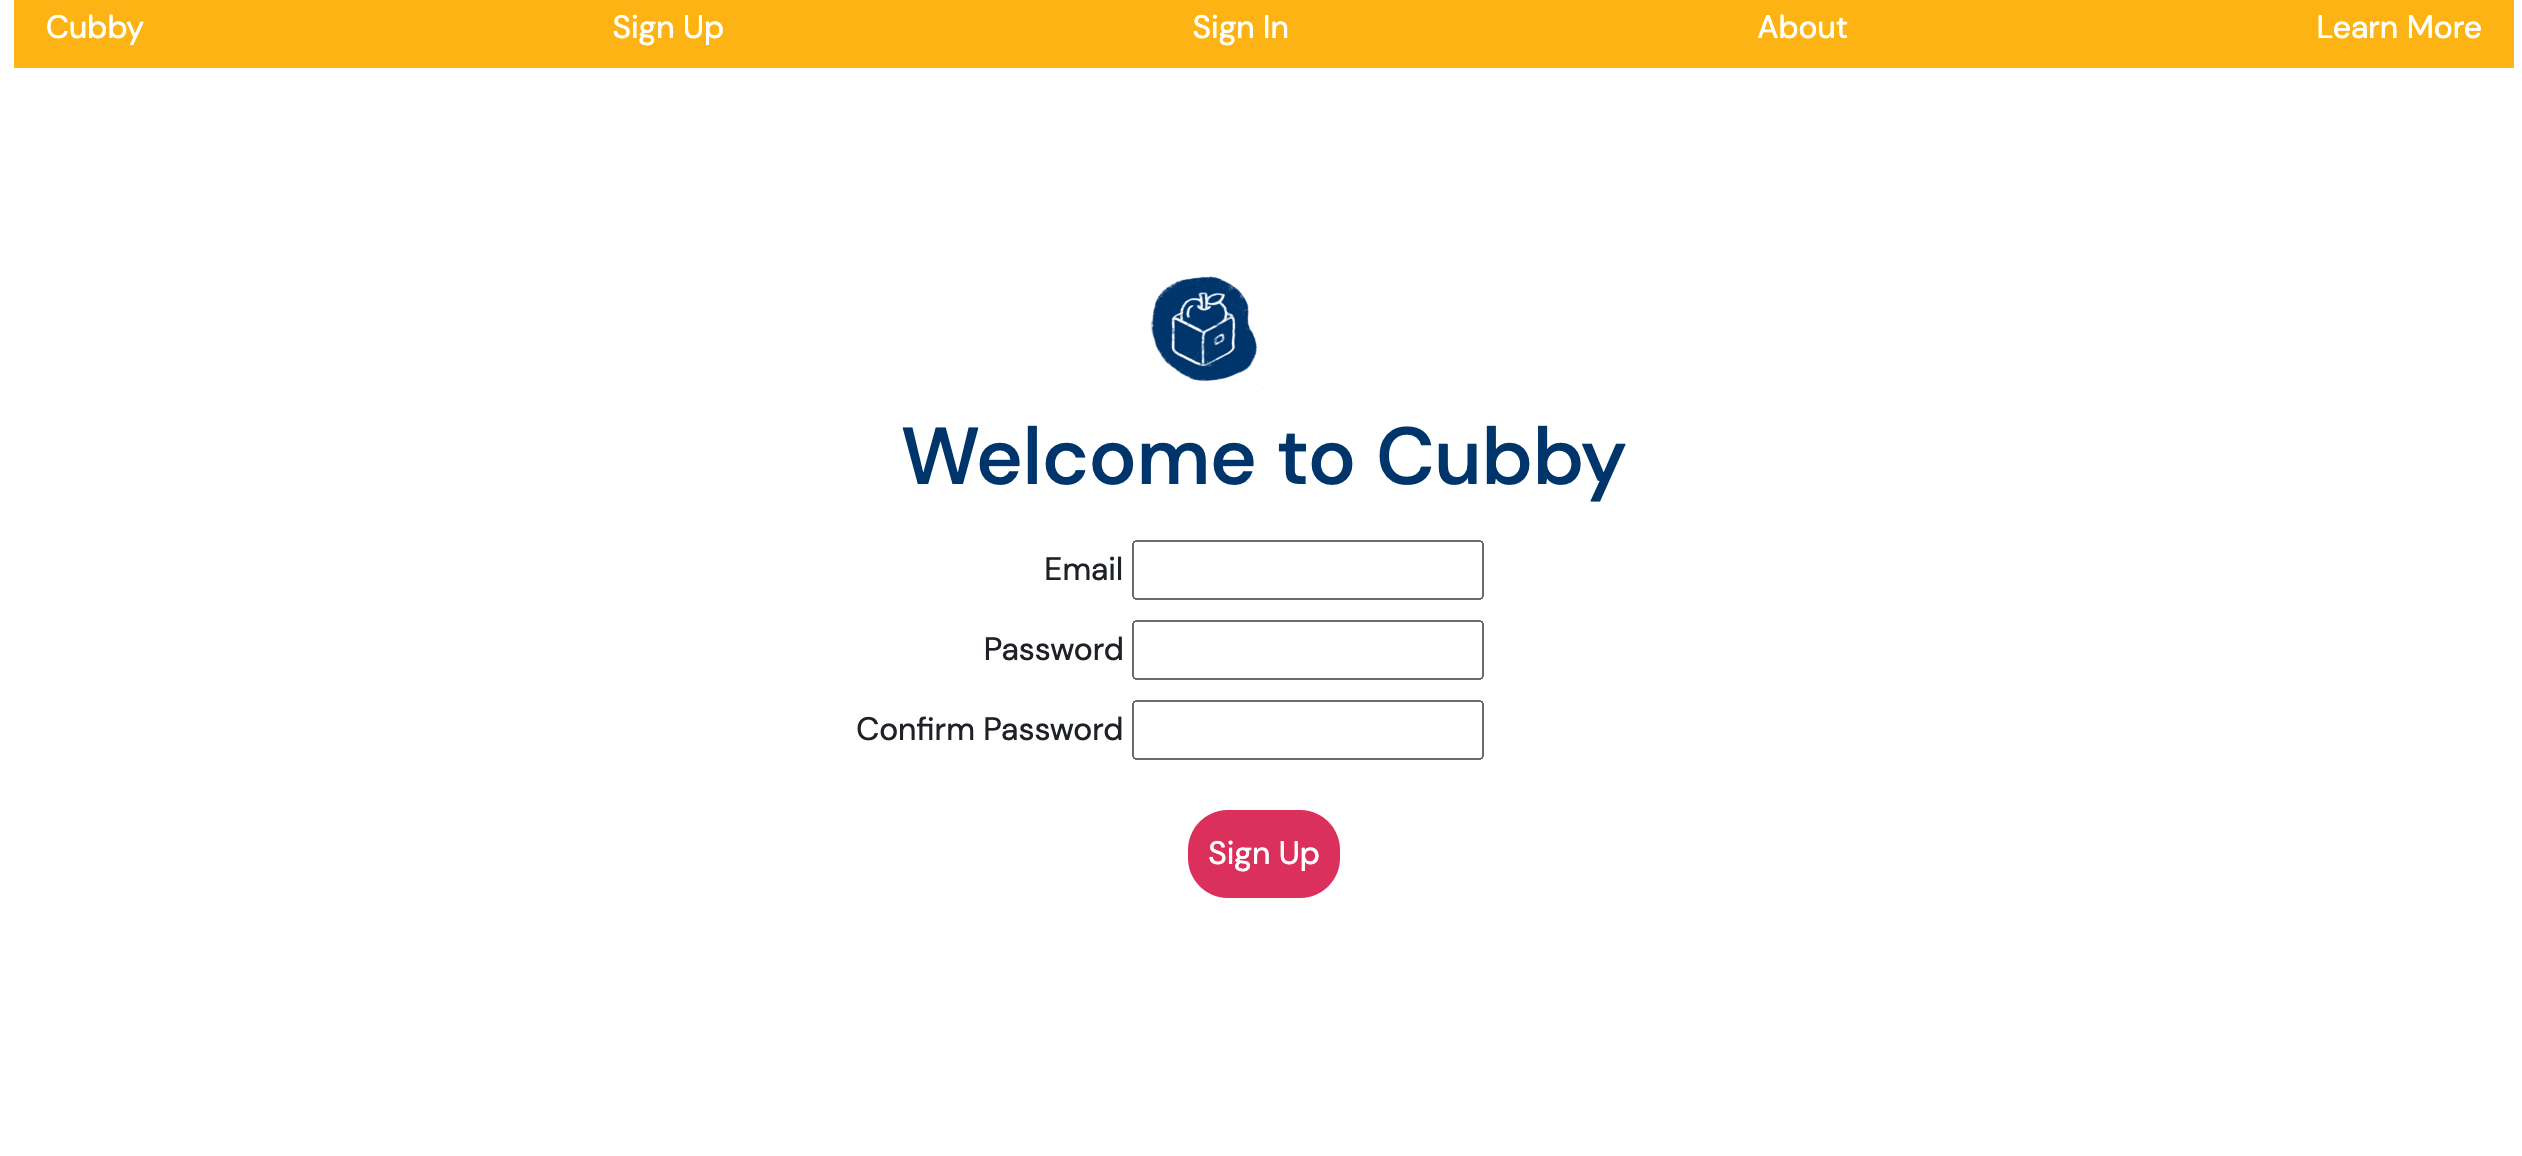 Cubby Sign Up Sign In About Learn More
Welcome to Cubby
Email
Password
Confirm Password
Sign Up